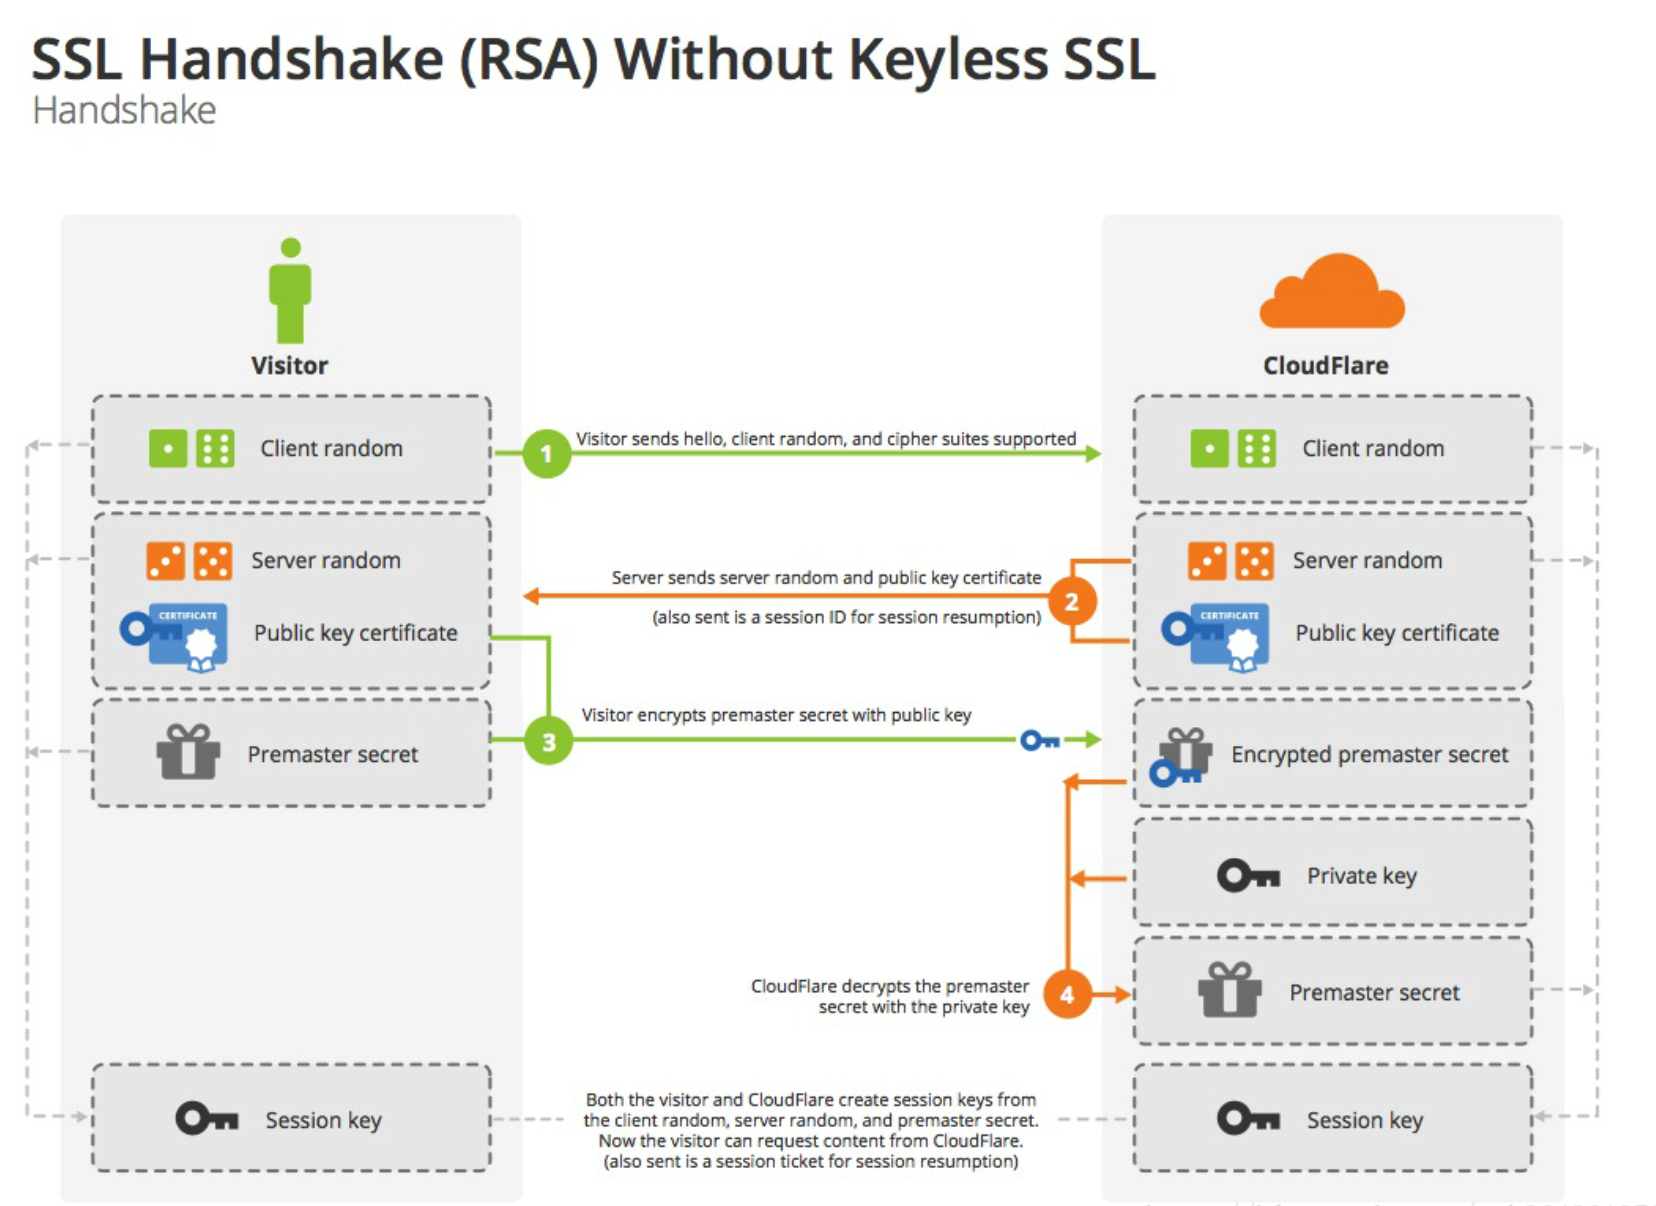 SSL Handshake (RSA) Without Keyless SSL
Handshake
Visitor
CloudFlare
Client random
1
Visitor sends hello, client random, and cipher suites supported
Client random
Server random
Server sends server random and public key certificate
2
(also sent is a session ID for session resumption)
Server random
CERTIFICATE
Public key certificate
CERTIFICATE
Public key certificate
Premaster secret
3
Visitor encrypts premaster secret with public key
Encrypted premaster secret
Private key
CloudFlare decrypts the premaster
secret with the private key
4
Premaster secret
Session key
Both the visitor and CloudFlare create session keys from
the client random, server random, and premaster secret.
Now the visitor can request content from CloudFlare.
(also sent is a session ticket for session resumption)
Session key